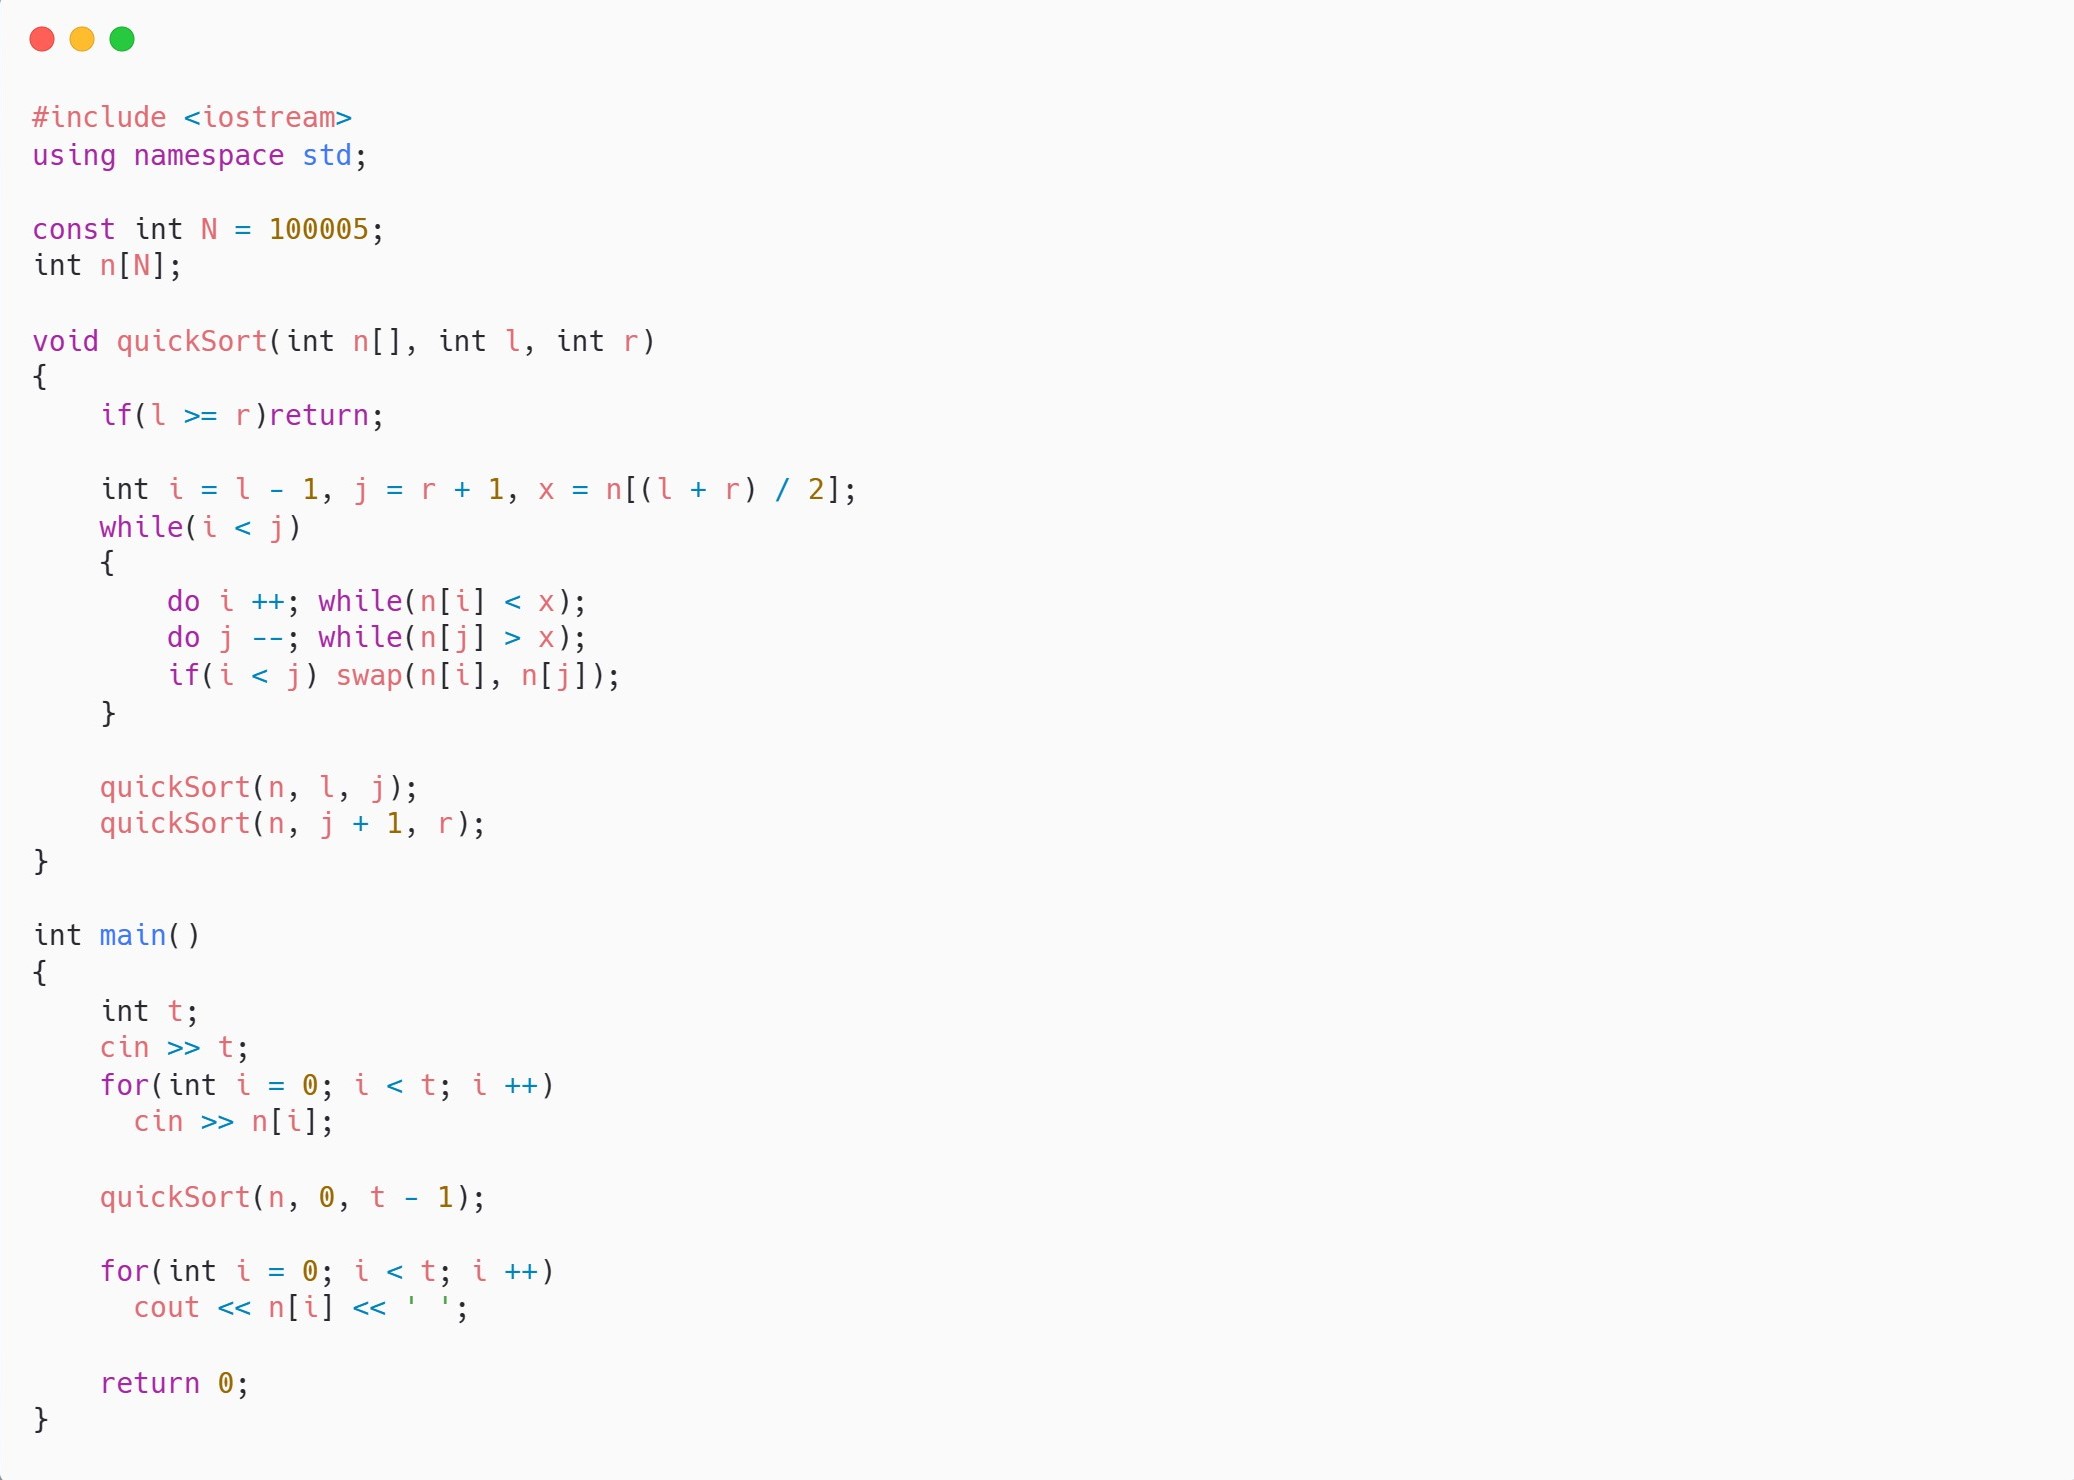 #include <iostream>
using namespace std;

const int N = 100005;
int n[N];

void quickSort(int n[], int l, int r)
{
    if(l >= r)return;

    int i = l - 1, j = r + 1, x = n[(l + r) / 2];
    while(i < j)
    {
        do i ++; while(n[i] < x);
        do j --; while(n[j] > x);
        if(i < j) swap(n[i], n[j]);
    }

    quickSort(n, l, j);
    quickSort(n, j + 1, r);
}

int main()
{
    int t;
    cin >> t;
    for(int i = 0; i < t; i ++)
      cin >> n[i];

    quickSort(n, 0, t - 1);

    for(int i = 0; i < t; i ++)
      cout << n[i] << ' ';

    return 0;
}